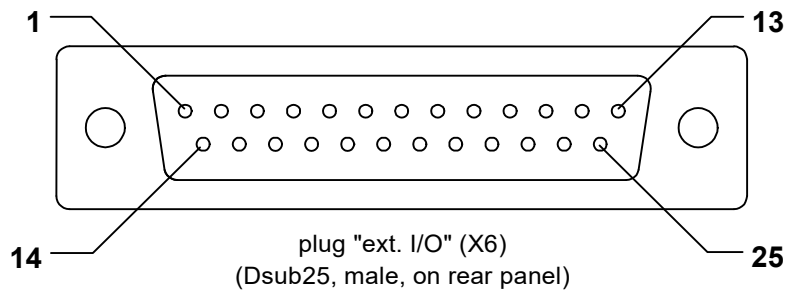 1
13
14
25
plug "ext. I/O" (X6)
(Dsub25, male, on rear panel)